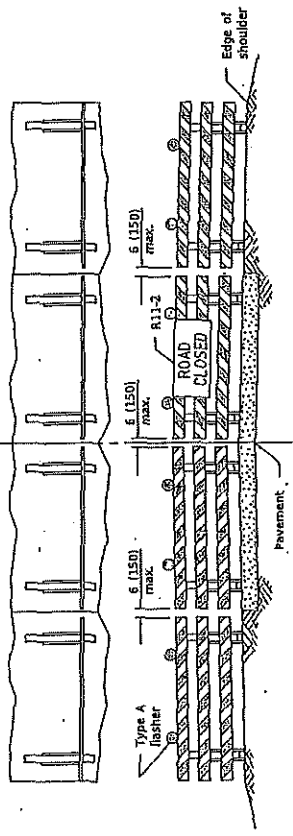 Edge of
shoulder
6 (150)
max.
R11-2
ROAD
CLOSED
6 (150)
max.
6 (150)
max.
Pavement
Type A
flasher